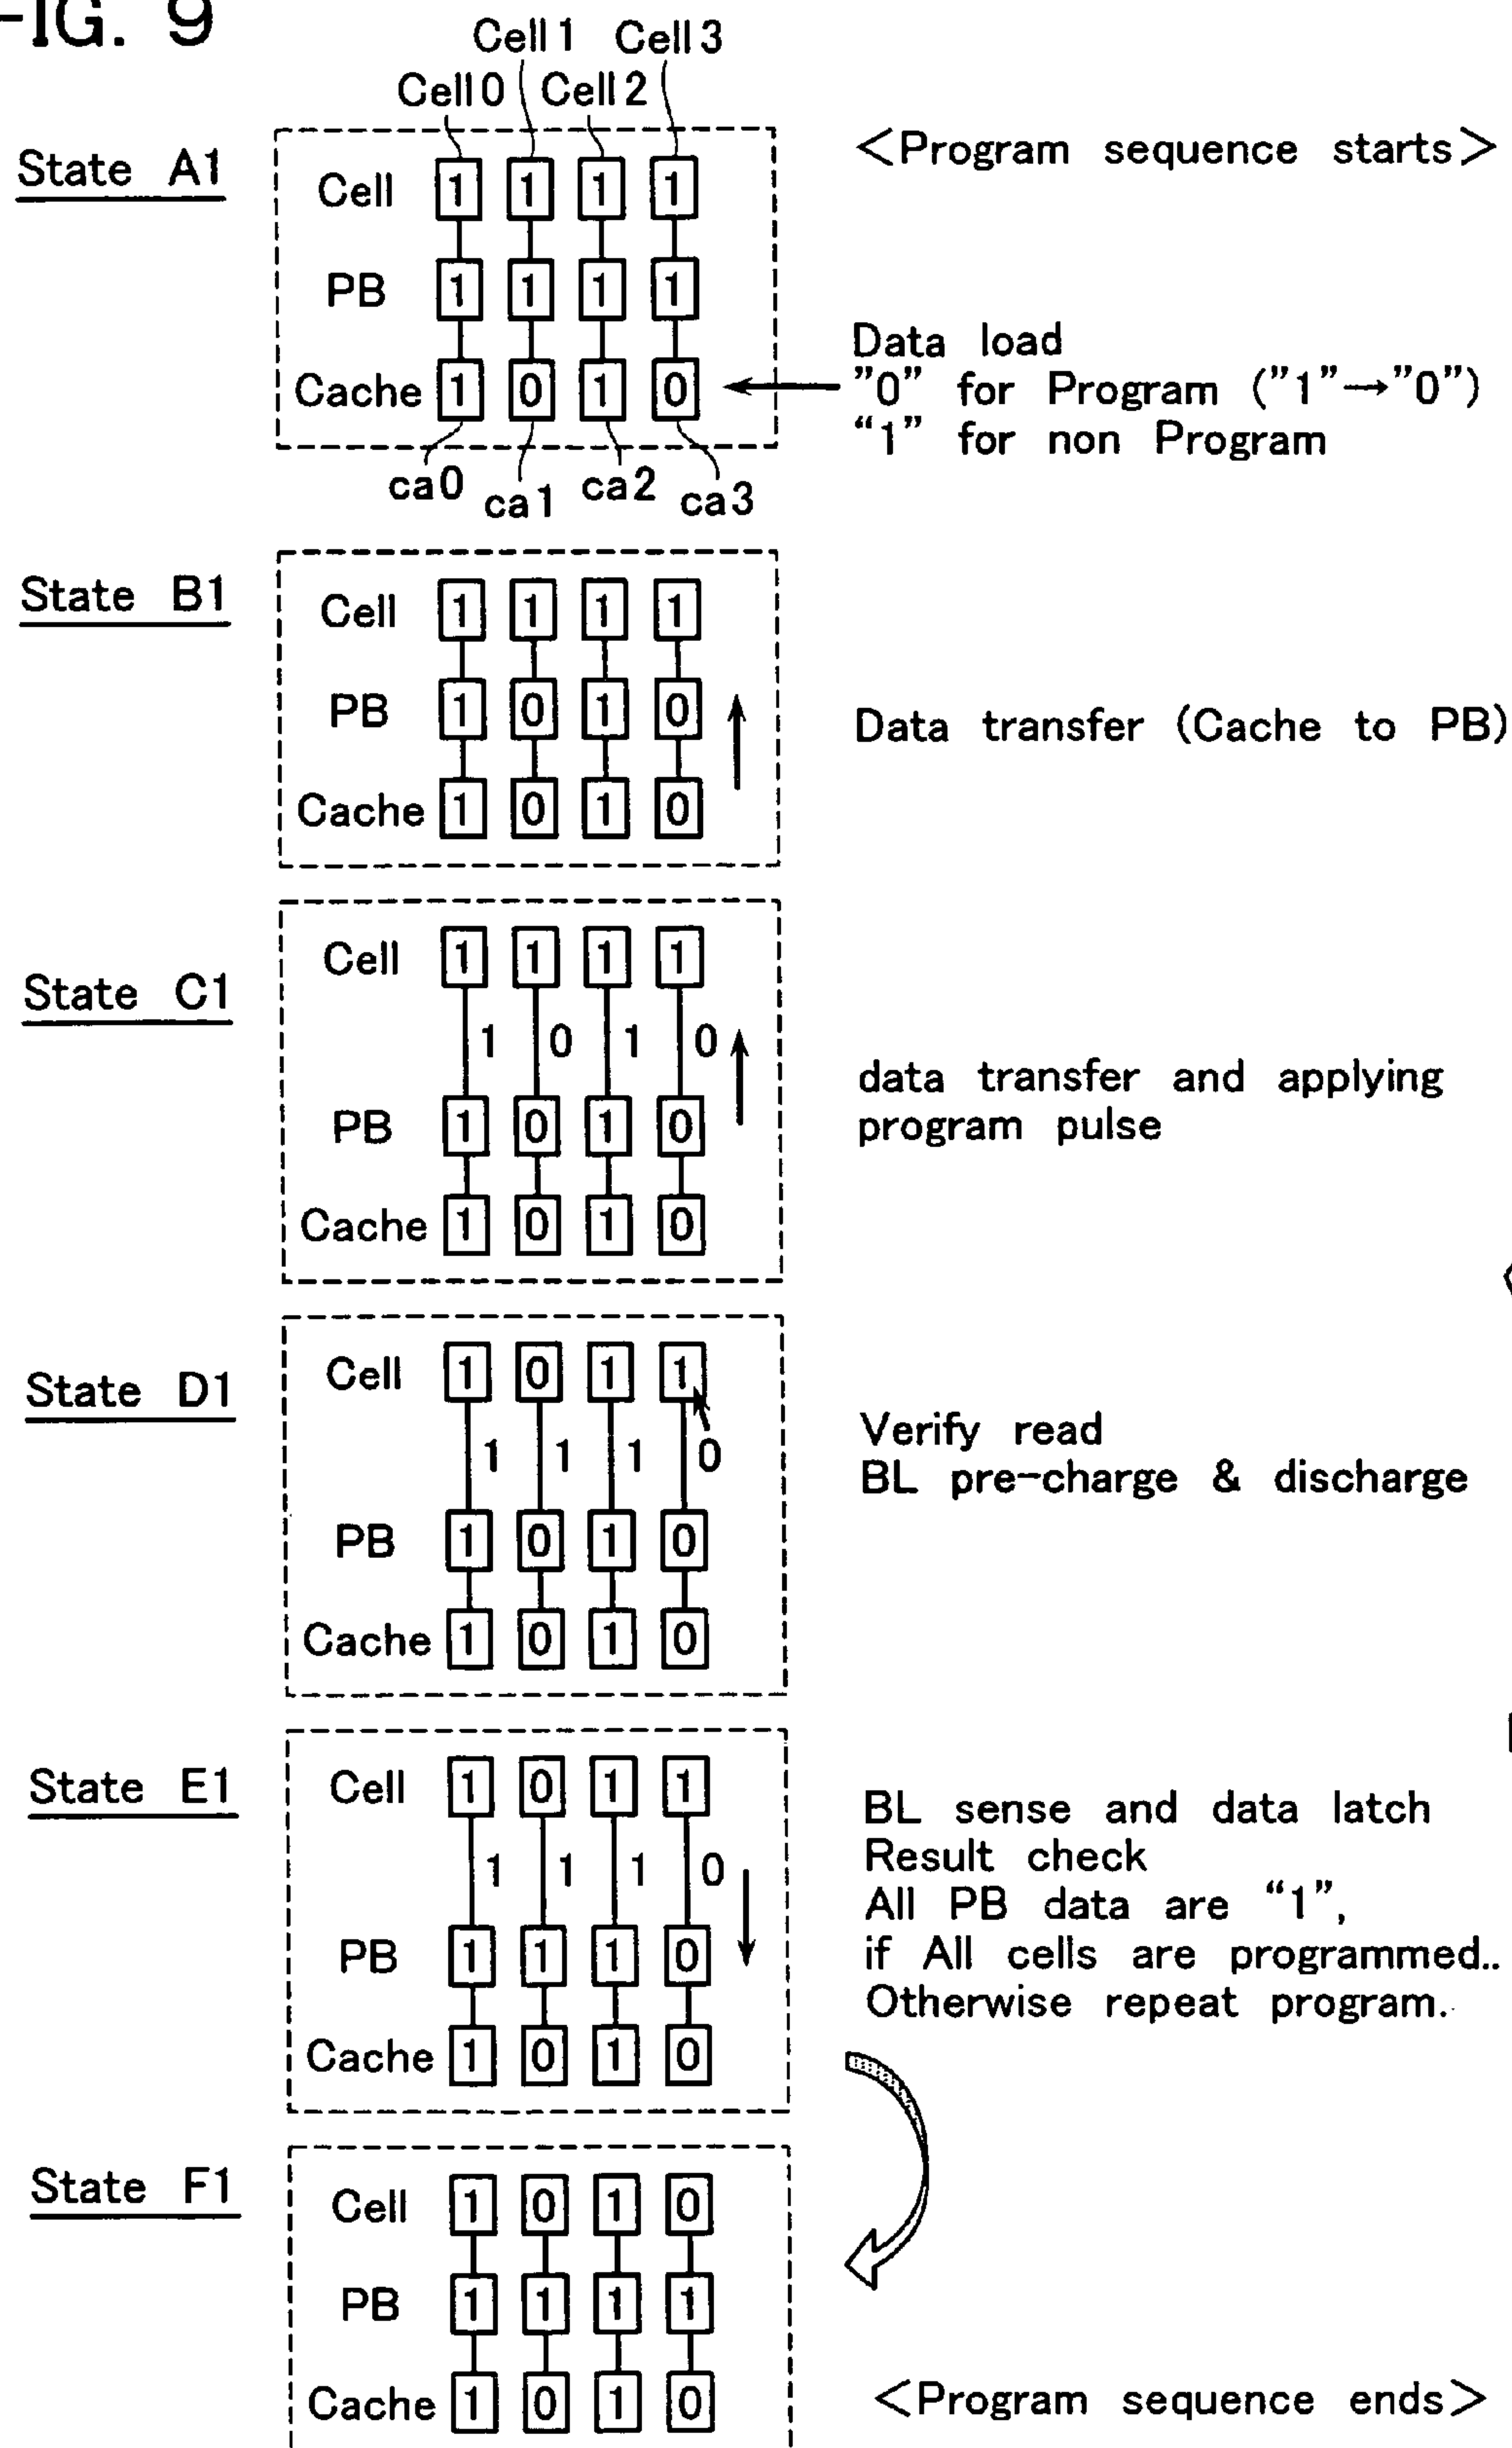 FIG. 9
Cell 1 Cell 3
Cell 0 Cell 2
State A1
<Program sequence starts>
Cell 1 1 1 1
PB 1 1 1 1
Cache 1 0 1 0
Data load
"0" for Program ("1"→"0")
"1" for non Program
ca0 ca1 ca2 ca3
State B1
Cell 1 1 1 1
PB 1 0 1 0
Cache 1 0 1 0
Data transfer (Cache to PB)
State C1
Cell 1 1 1 1
1 0 1 0
PB 1 0 1 0
Cache 1 0 1 0
data transfer and applying
program pulse
State D1
Cell 1 0 1 1
1 1 1 0
PB 1 0 1 0
Cache 1 0 1 0
Verify read
BL pre-charge & discharge
State E1
Cell 1 0 1 1
1 1 1 0
PB 1 1 1 0
Cache 1 0 1 0
BL sense and data latch
Result check
All PB data are "1",
if All cells are programmed..
Otherwise repeat program.
State F1
Cell 1 0 1 0
PB 1 1 1 1
Cache 1 0 1 0
<Program sequence ends>